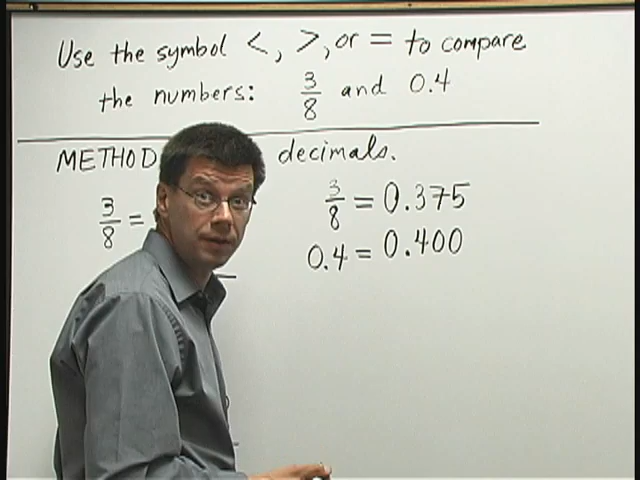 Use the symbol <, >, or = to compare
the numbers: 3/8 and 0.4
METHOD decimals.
3/8 =
3/8 = 0.375
0.4 = 0.400